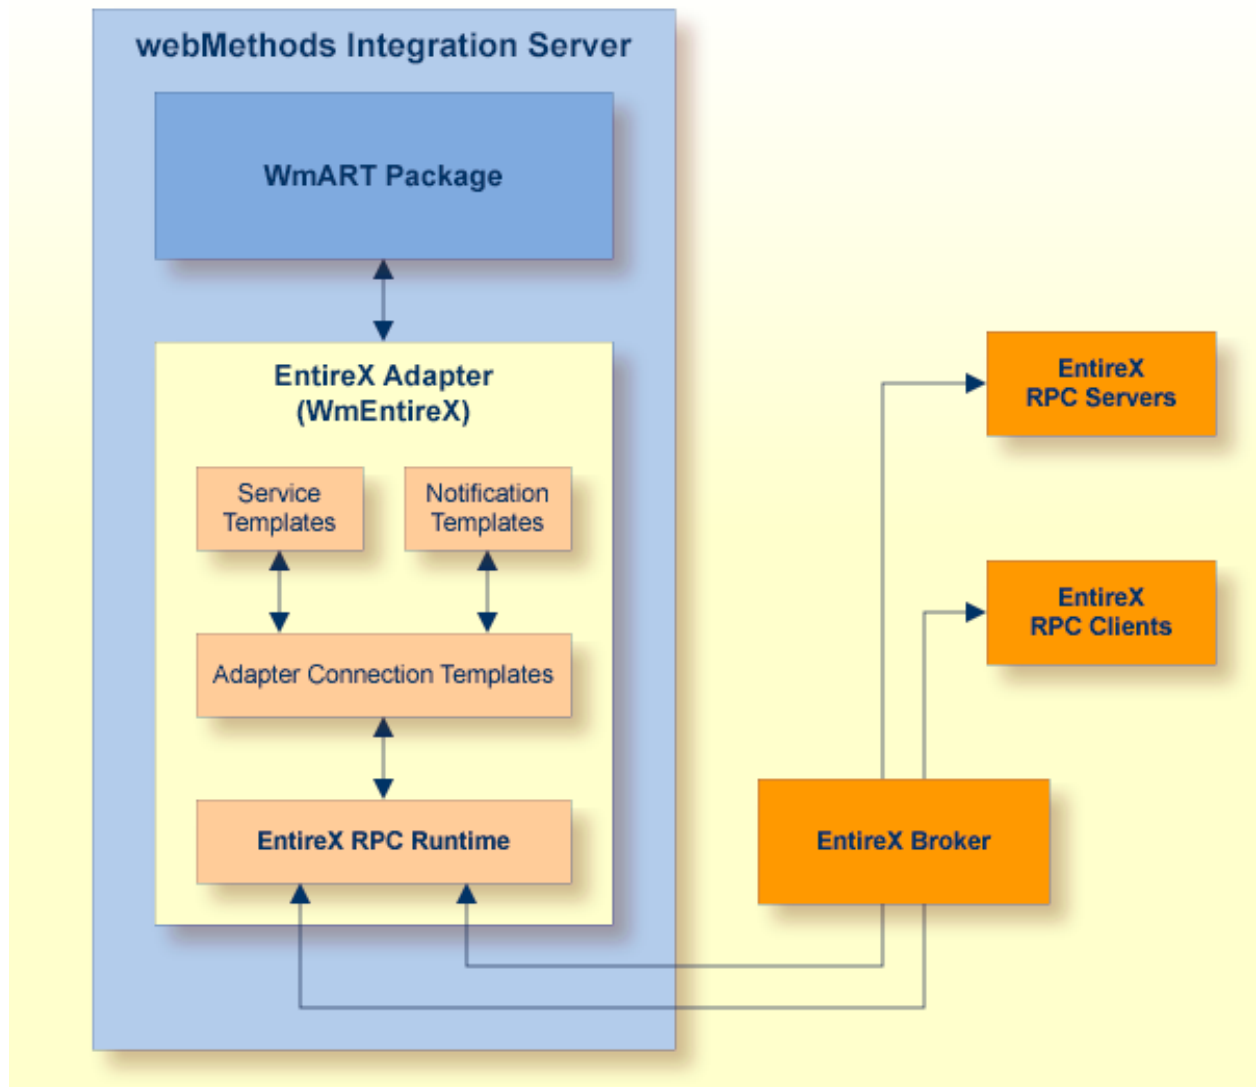 webMethods Integration Server
WmART Package
EntireX Adapter
(WmEntireX)
Service
Templates
Notification
Templates
Adapter Connection Templates
EntireX RPC Runtime
EntireX
RPC Servers
EntireX
RPC Clients
EntireX Broker